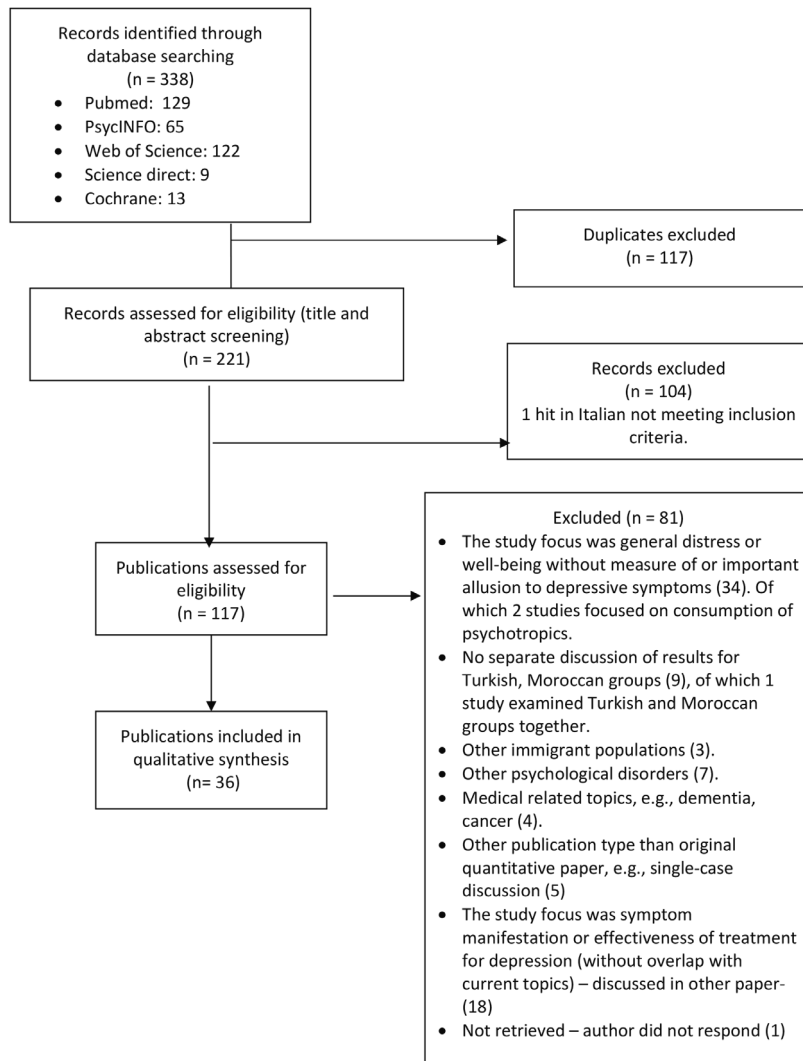 Records identified through
database searching
(n = 338)
• Pubmed:  129
• PsycINFO: 65
• Web of Science: 122
• Science direct: 9
• Cochrane: 13
Duplicates excluded
(n = 117)
Records assessed for eligibility (title and
abstract screening)
(n = 221)
Records excluded
(n = 104)
1 hit in Italian not meeting inclusion
criteria.
Publications assessed for
eligibility
(n = 117)
Excluded (n = 81)
• The study focus was general distress or
well-being without measure of or important
allusion to depressive symptoms (34). Of
which 2 studies focused on consumption of
psychotropics.
• No separate discussion of results for
Turkish, Moroccan groups (9), of which 1
study examined Turkish and Moroccan
groups together.
• Other immigrant populations (3).
• Other psychological disorders (7).
• Medical related topics, e.g., dementia,
cancer (4).
• Other publication type than original
quantitative paper, e.g., single-case
discussion (5)
• The study focus was symptom
manifestation or effectiveness of treatment
for depression (without overlap with
current topics) – discussed in other paper-
(18)
• Not retrieved – author did not respond (1)
Publications included in
qualitative synthesis
(n= 36)